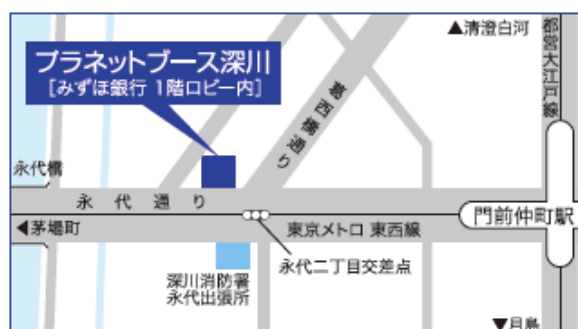 ▲清澄白河
都営大江戸線
プラネットブース深川
[みずほ銀行 1階ロビー内]
葛西橋通り
永代橋
永代通り
門前仲町駅
◀茅場町
東京メトロ 東西線
永代二丁目交差点
深川消防署
永代出張所